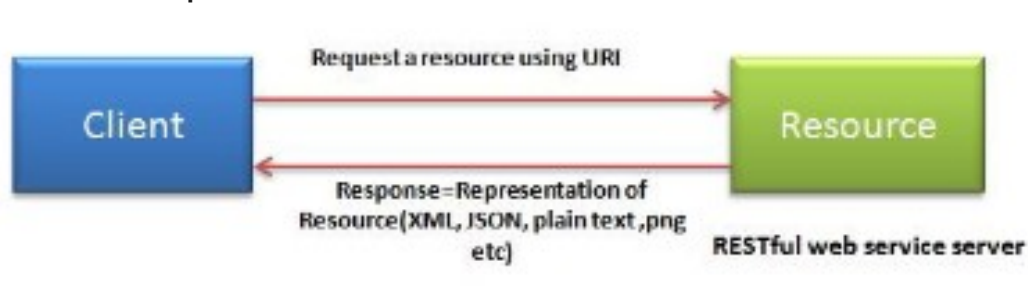 Request a resource using URI
Client
Resource
Response=Representation of
Resource(XML, JSON, plain text ,png
etc)
RESTful web service server